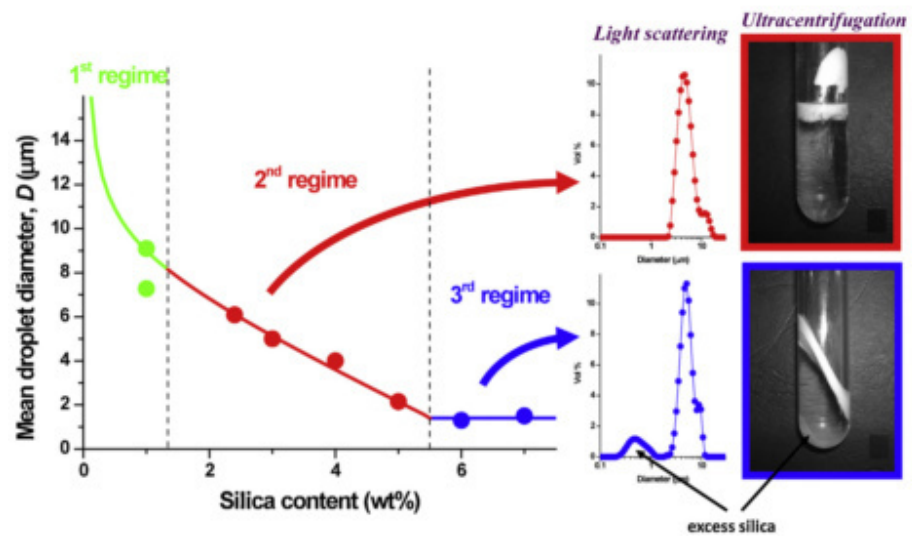 Light scattering
Ultracentrifugation
1st regime
2nd regime
3rd regime
Mean droplet diameter, D (μm)
14
12
10
8
6
4
2
0
0
2
4
6
Silica content (wt%)
Vol %
10
8
6
4
2
0
0.1
1
10
Diameter (μm)
Vol %
10
8
6
4
2
0
0.1
1
10
Diameter (μm)
excess silica